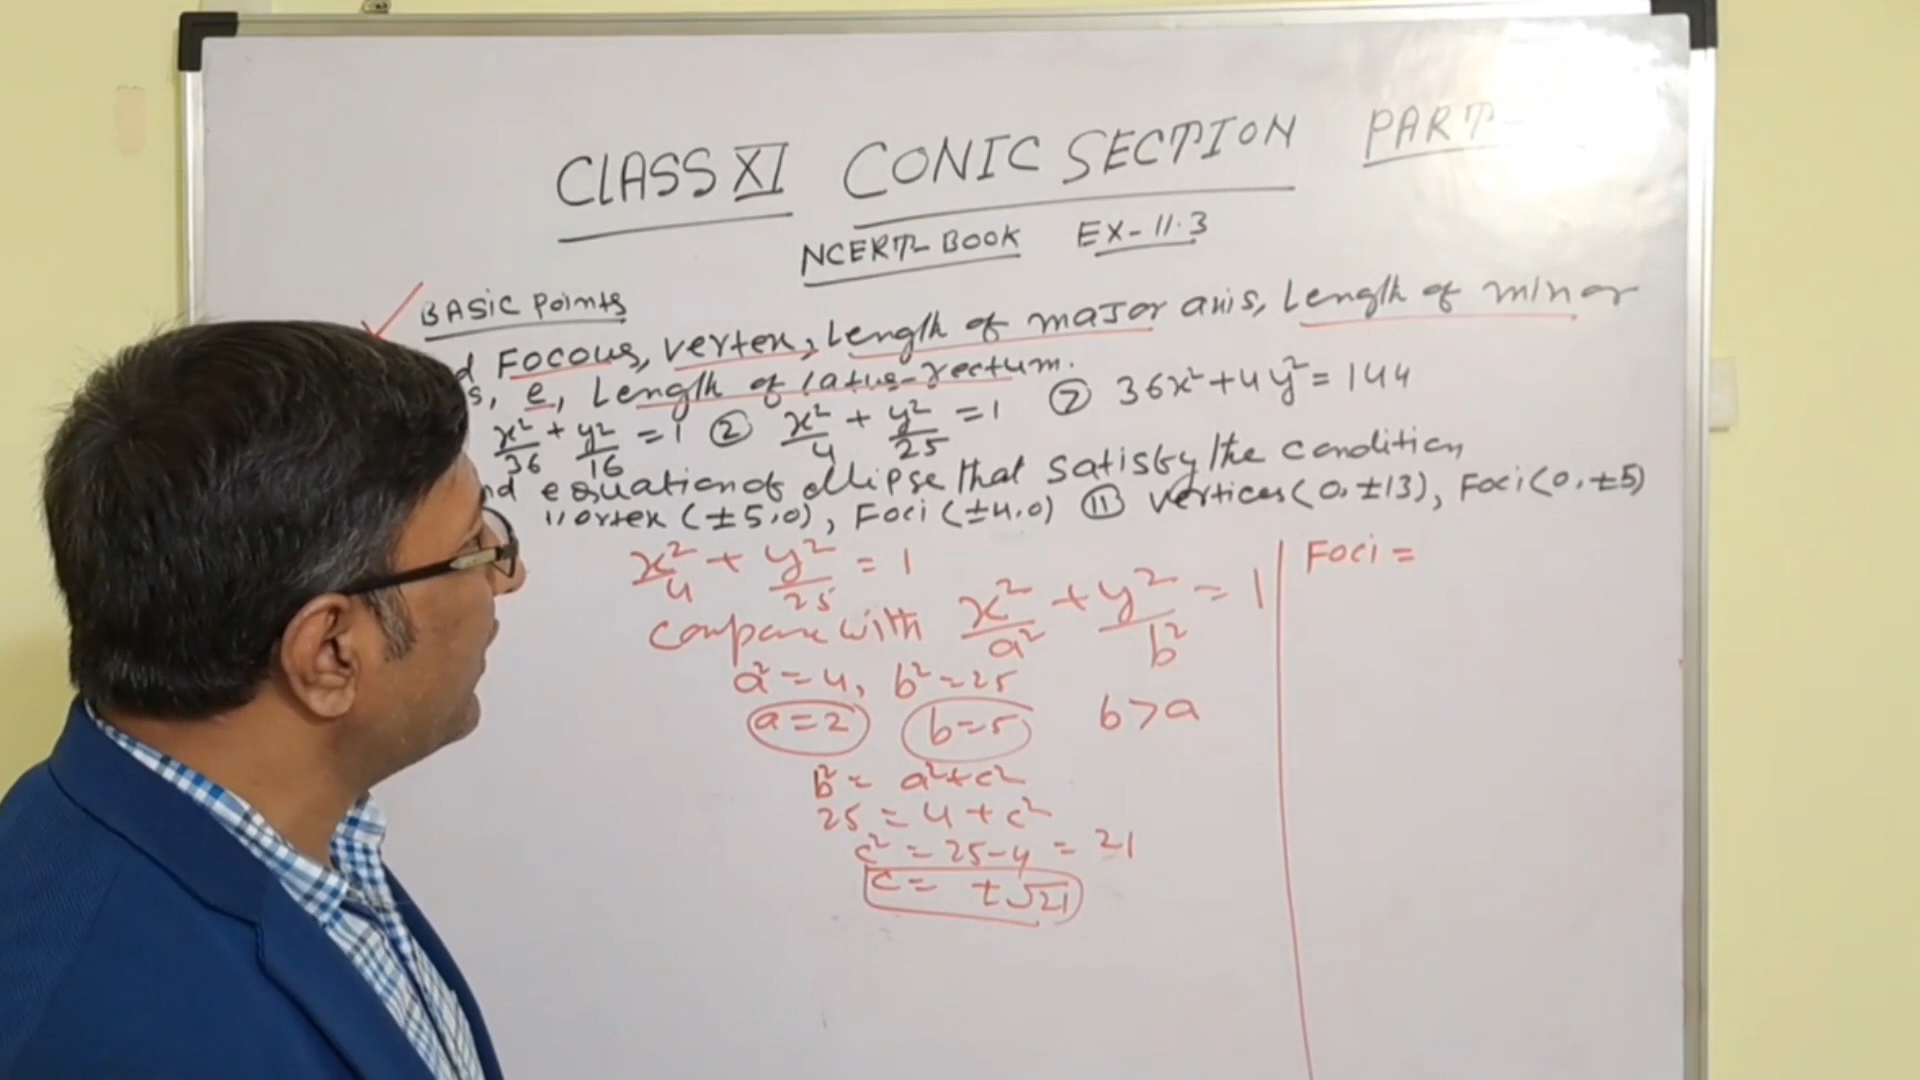 CLASS XI CONIC SECTION PART-
NCERT BOOK EX-11.3
BASIC Points
d Focous, vertex, Length of major axis, Length of minor
s, e, Length of latus-rectum.
x²/36 + y²/16 = 1 ② x²/4 + y²/25 = 1 ⑦ 36x² + 4y² = 144
nd equation of ellipse that satisfy the condition
vertex (±5,0), Foci (±4,0) ⑪ vertices (0,±13), Foci (0,±5)
x²/4 + y²/25 = 1
compare with x²/a² + y²/b² = 1
a² = 4, b² = 25
a = 2 b = 5 b > a
b² = a² + c²
25 = 4 + c²
c² = 25 - 4 = 21
c = ±√21
Foci =